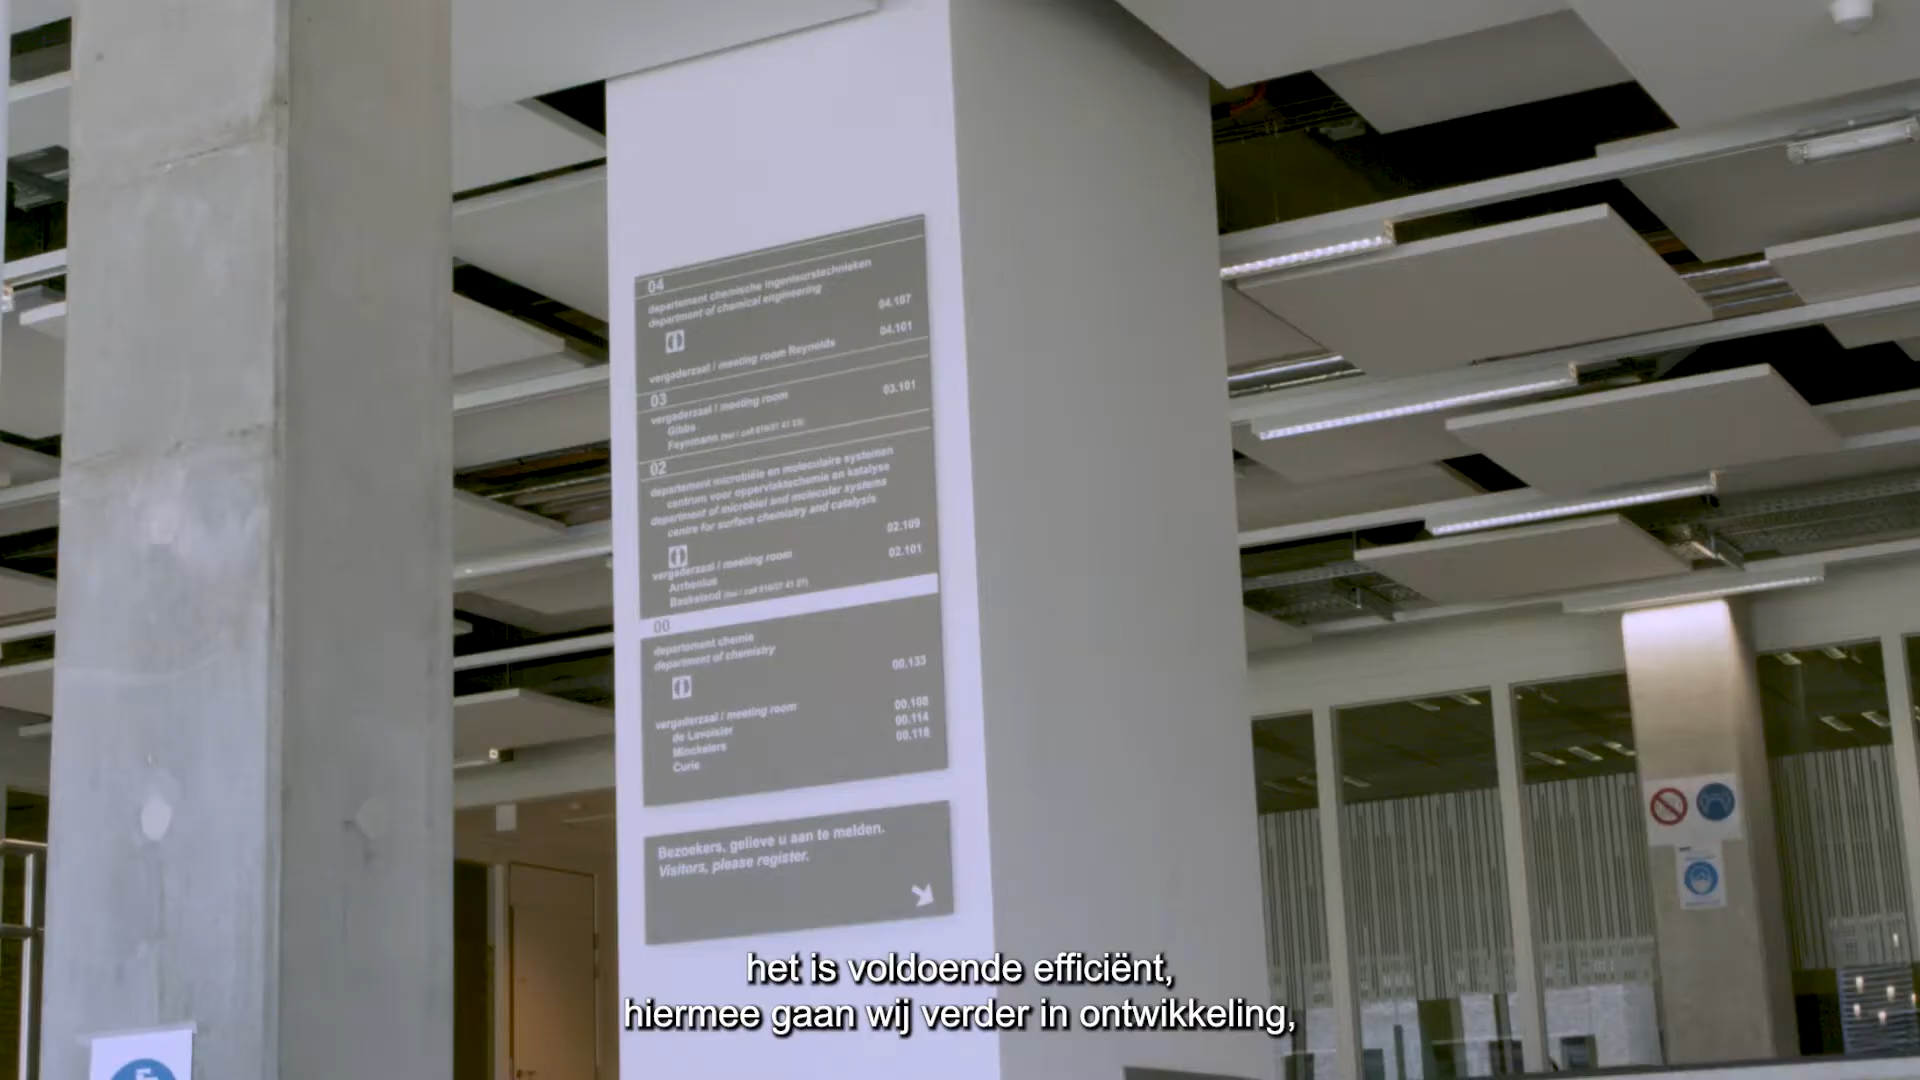 04
departement chemische ingenieurstechnieken
department of chemical engineering
04.107
04.101
vergaderzaal / meeting room Reynolds
03
vergaderzaal / meeting room 03.101
Gibbs
Feynmann
02
departement microbiële en moleculaire systemen
centrum voor oppervlaktechemie en katalyse
department of microbiel and molecular systems
centre for surface chemistry and catalysis
02.109
vergaderzaal / meeting room 02.101
Arrhenius
Baekeland
00
departement chemie
department of chemistry
00.133
vergaderzaal / meeting room 00.108
de Lavoisier 00.114
Minckelers 00.118
Curie
Bezoekers, gelieve u aan te melden.
Visitors, please register.
het is voldoende efficiënt,
hiermee gaan wij verder in ontwikkeling,